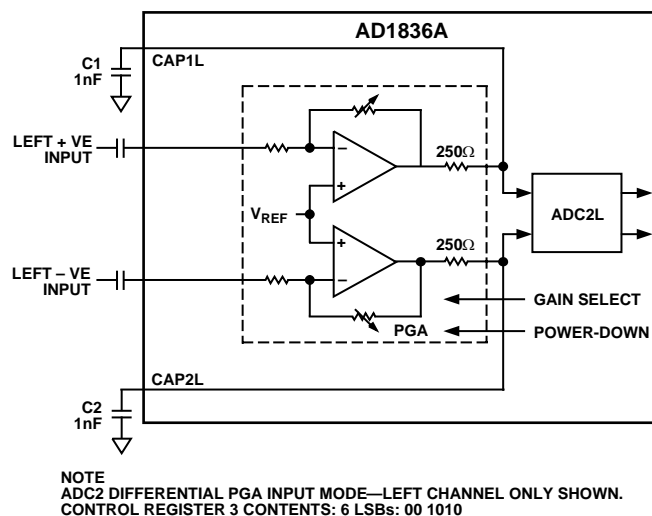 AD1836A
CAP1L
C1
1nF
LEFT + VE
INPUT
250Ω
VREF
ADC2L
250Ω
LEFT – VE
INPUT
GAIN SELECT
PGA
POWER-DOWN
CAP2L
C2
1nF
NOTE
ADC2 DIFFERENTIAL PGA INPUT MODE—LEFT CHANNEL ONLY SHOWN.
CONTROL REGISTER 3 CONTENTS: 6 LSBs: 00 1010